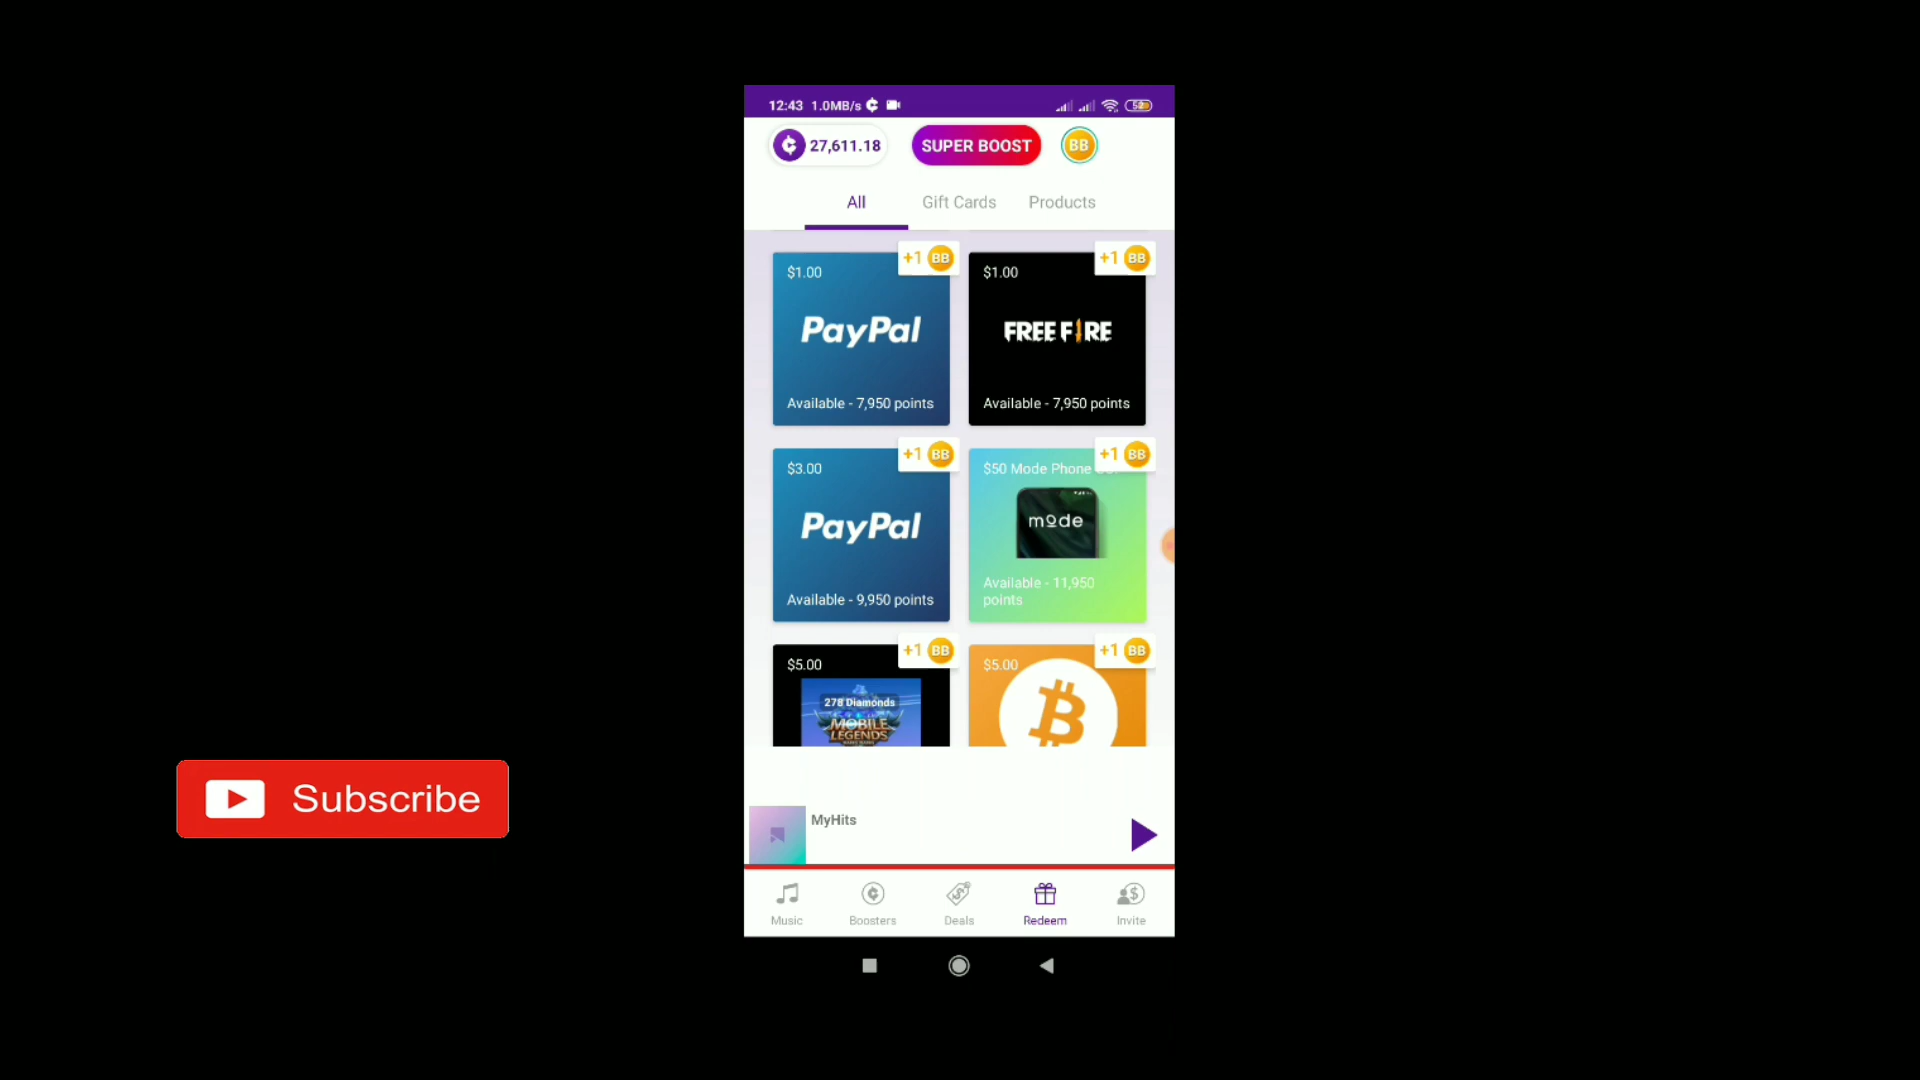 12:43 1.0MB/s
52
27,611.18
SUPER BOOST
BB
All
Gift Cards
Products
$1.00
+1 BB
PayPal
Available - 7,950 points
$1.00
+1 BB
FREE FIRE
Available - 7,950 points
$3.00
+1 BB
PayPal
Available - 9,950 points
$50 Mode Phone
+1 BB
mode
Available - 11,950
points
$5.00
+1 BB
278 Diamonds
MOBILE
LEGENDS
$5.00
+1 BB
Subscribe
MyHits
Music
Boosters
Deals
Redeem
Invite